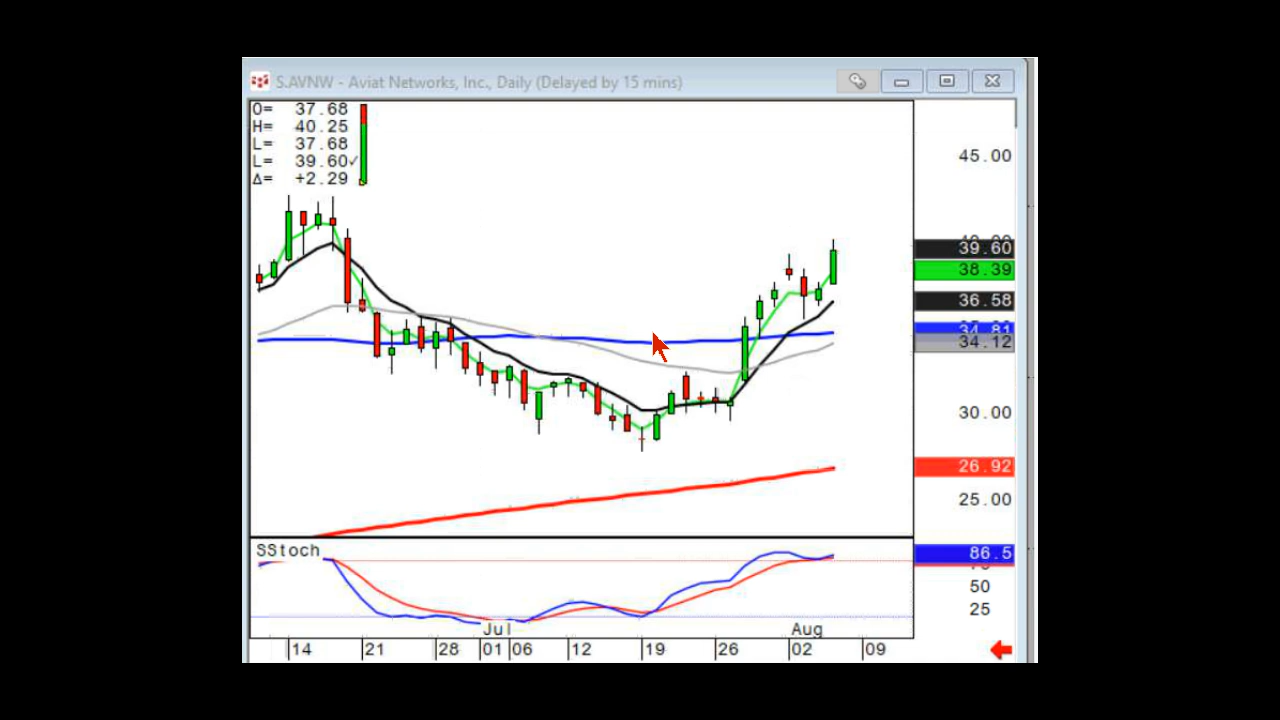 S.AVNW - Aviat Networks, Inc., Daily (Delayed by 15 mins)
O= 37.68
H= 40.25
L= 37.68
L= 39.60✓
Δ= +2.29
45.00
39.60
38.39
36.58
34.81
34.12
30.00
26.92
25.00
SStoch
86.5
50
25
Jul Aug
14 21 28 01 06 12 19 26 02 09